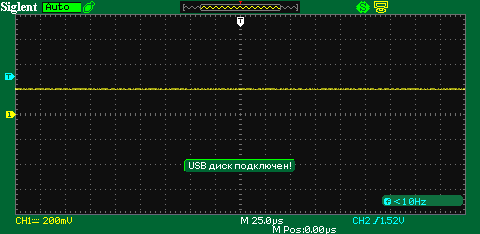 Siglent Auto
T
T
1
USB диск подключен!
F <10Hz
CH1 200mV M 25.0µs CH2 /1.52V
M Pos:0.00µs